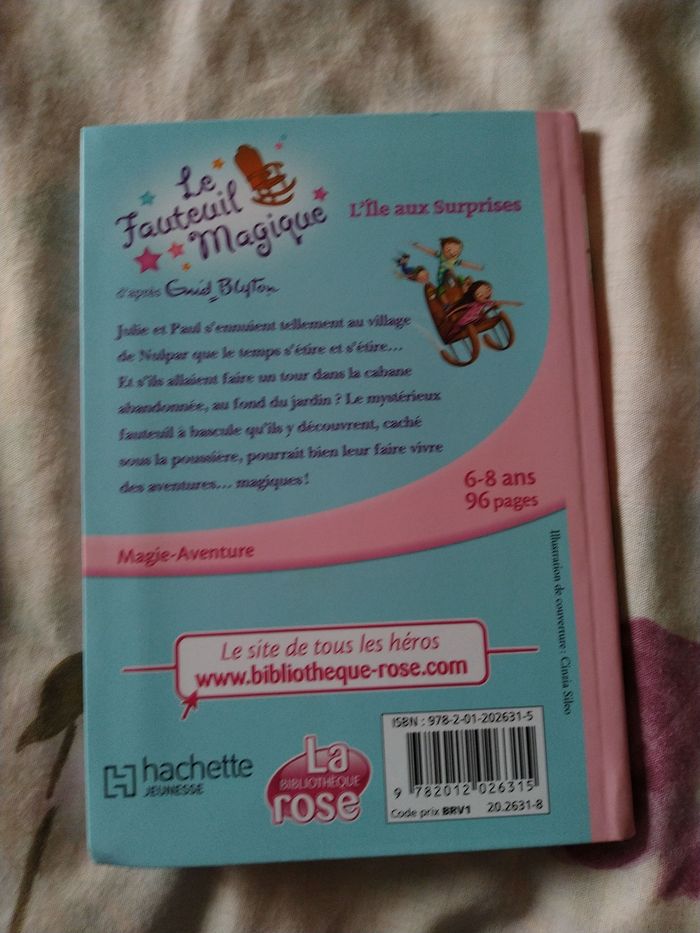 Le
Fauteuil
Magique
L'Île aux Surprises
d'après Enid Blyton
Julie et Paul s'ennuient tellement au village
de Nulpar que le temps s'étire et s'étire...
Et s'ils allaient faire un tour dans la cabane
abandonnée, au fond du jardin ? Le mystérieux
fauteuil à bascule qu'ils y découvrent, caché
sous la poussière, pourrait bien leur faire vivre
des aventures... magiques !
6-8 ans
96 pages
Magie-Aventure
Illustration de couverture : Cinzia Sileo
Le site de tous les héros
www.bibliotheque-rose.com
hachette
JEUNESSE
La
BIBLIOTHÈQUE
rose
ISBN : 978-2-01-202631-5
9 782012 026315
Code prix BRV1 20.2631-8